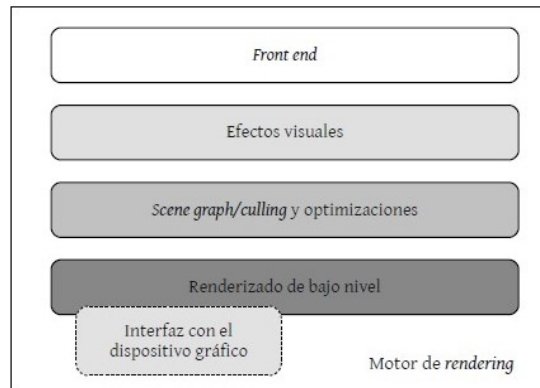 Front end
Efectos visuales
Scene graph/culling y optimizaciones
Renderizado de bajo nivel
Interfaz con el
dispositivo gráfico
Motor de rendering